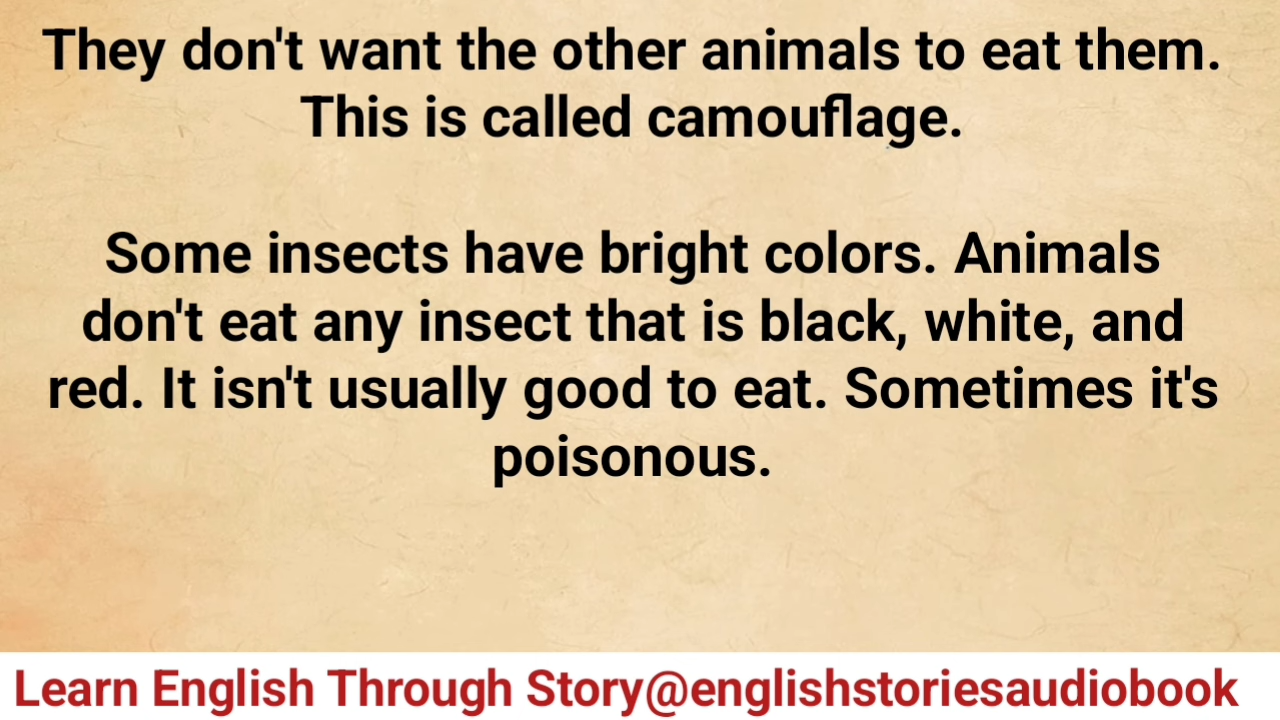 They don't want the other animals to eat them.
This is called camouflage.
Some insects have bright colors. Animals
don't eat any insect that is black, white, and
red. It isn't usually good to eat. Sometimes it's
poisonous.
Learn English Through Story@englishstoriesaudiobook